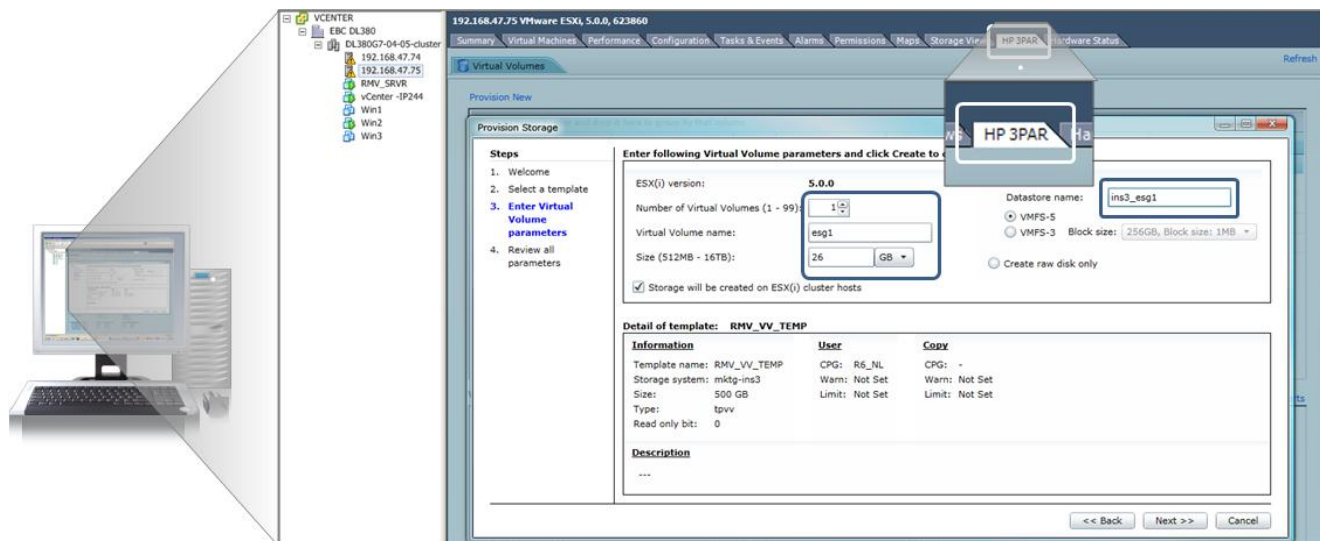 VCENTER
EBC DL380
DL380G7-04-05-cluster
192.168.47.74
192.168.47.75
RMV_SRVR
vCenter -IP244
Win1
Win2
Win3
192.168.47.75 VMware ESXi, 5.0.0, 623860
Summary Virtual Machines Performance Configuration Tasks & Events Alarms Permissions Maps Storage Views HP 3PAR Hardware Status
Virtual Volumes
Refresh
Provision New
HP 3PAR Ha
Provision Storage
Steps
1. Welcome
2. Select a template
3. Enter Virtual
Volume
parameters
4. Review all
parameters
Enter following Virtual Volume parameters and click Create to
ESX(i) version: 5.0.0
Number of Virtual Volumes (1 - 99): 1
Virtual Volume name: esg1
Size (512MB - 16TB): 26 GB
Storage will be created on ESX(i) cluster hosts
Datastore name: ins3_esg1
VMFS-5
VMFS-3 Block size: 256GB, Block size: 1MB
Create raw disk only
Detail of template: RMV_VV_TEMP
Information User Copy
Template name: RMV_VV_TEMP CPG: R6_NL CPG: -
Storage system: mktg-ins3 Warn: Not Set Warn: Not Set
Size: 500 GB Limit: Not Set Limit: Not Set
Type: tpvv
Read only bit: 0
Description
---
<< Back Next >> Cancel